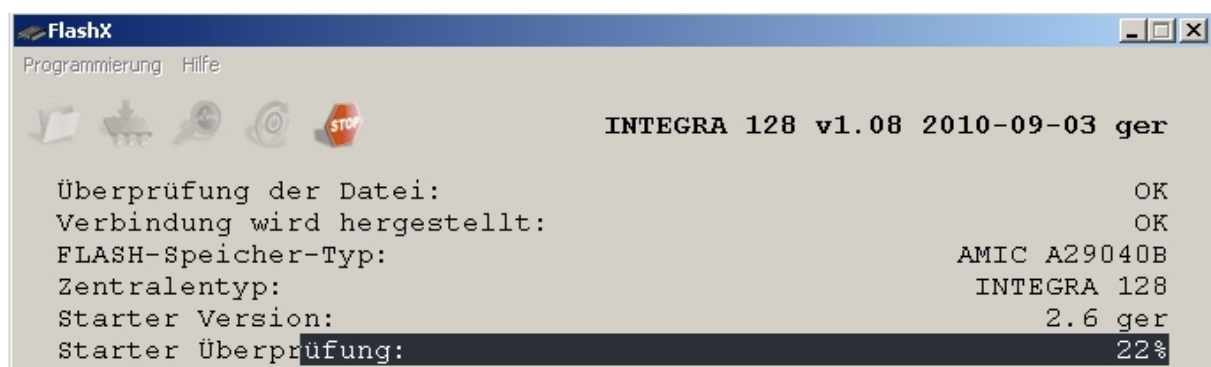 FlashX
Programmierung Hilfe
STOP
INTEGRA 128 v1.08 2010-09-03 ger
Überprüfung der Datei: OK
Verbindung wird hergestellt: OK
FLASH-Speicher-Typ: AMIC A29040B
Zentralentyp: INTEGRA 128
Starter Version: 2.6 ger
Starter Überprüfung: 22%